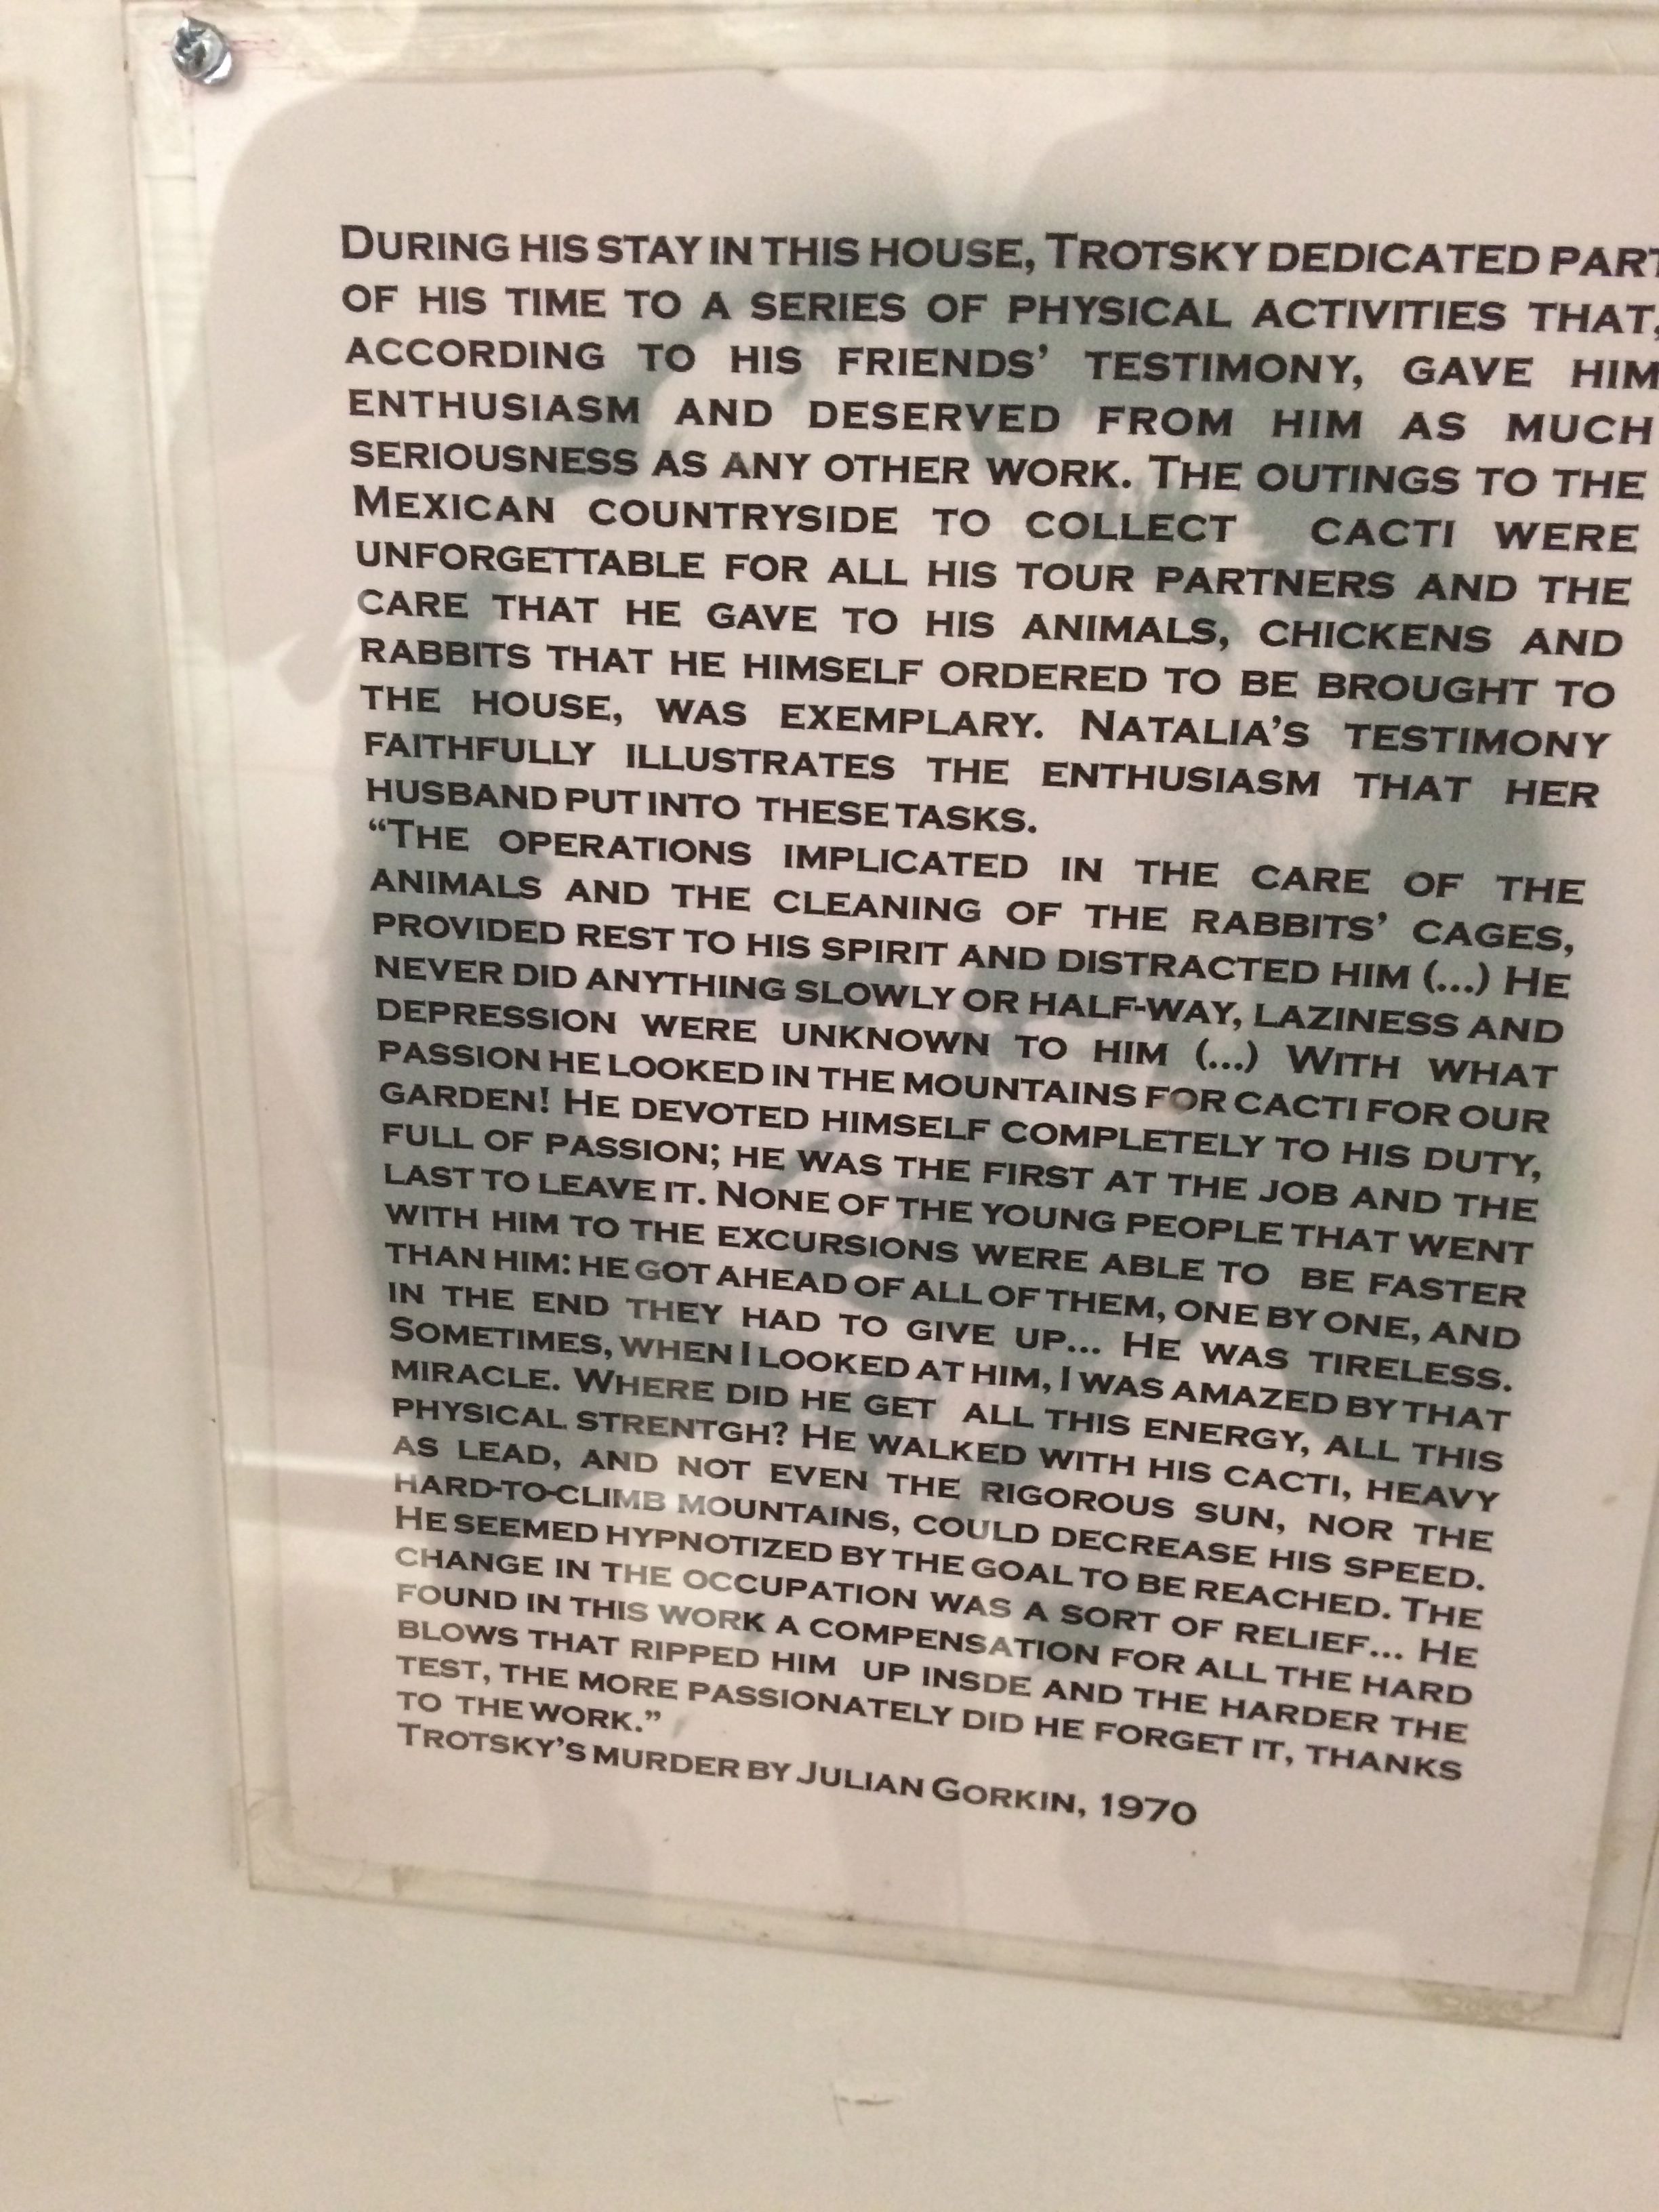 During his stay in this house, Trotsky dedicated part
of his time to a series of physical activities that,
according to his friends' testimony, gave him
enthusiasm and deserved from him as much
seriousness as any other work. The outings to the
Mexican countryside to collect cacti were
unforgettable for all his tour partners and the
care that he gave to his animals, chickens and
rabbits that he himself ordered to be brought to
the house, was exemplary. Natalia's testimony
faithfully illustrates the enthusiasm that her
husband put into these tasks.
“The operations implicated in the care of the
animals and the cleaning of the rabbits' cages,
provided rest to his spirit and distracted him (...) He
never did anything slowly or half-way, laziness and
depression were unknown to him (...) With what
passion he looked in the mountains for cacti for our
garden! He devoted himself completely to his duty,
full of passion; he was the first at the job and the
last to leave it. None of the young people that went
with him to the excursions were able to be faster
than him: he got ahead of all of them, one by one, and
in the end they had to give up... He was tireless.
Sometimes, when I looked at him, I was amazed by that
miracle. Where did he get all this energy, all this
physical strentgh? He walked with his cacti, heavy
as lead, and not even the rigorous sun, nor the
hard-to-climb mountains, could decrease his speed.
He seemed hypnotized by the goal to be reached. The
change in the occupation was a sort of relief... He
found in this work a compensation for all the hard
blows that ripped him up insde and the harder the
test, the more passionately did he forget it, thanks
to the work.”
Trotsky's murder by Julian Gorkin, 1970